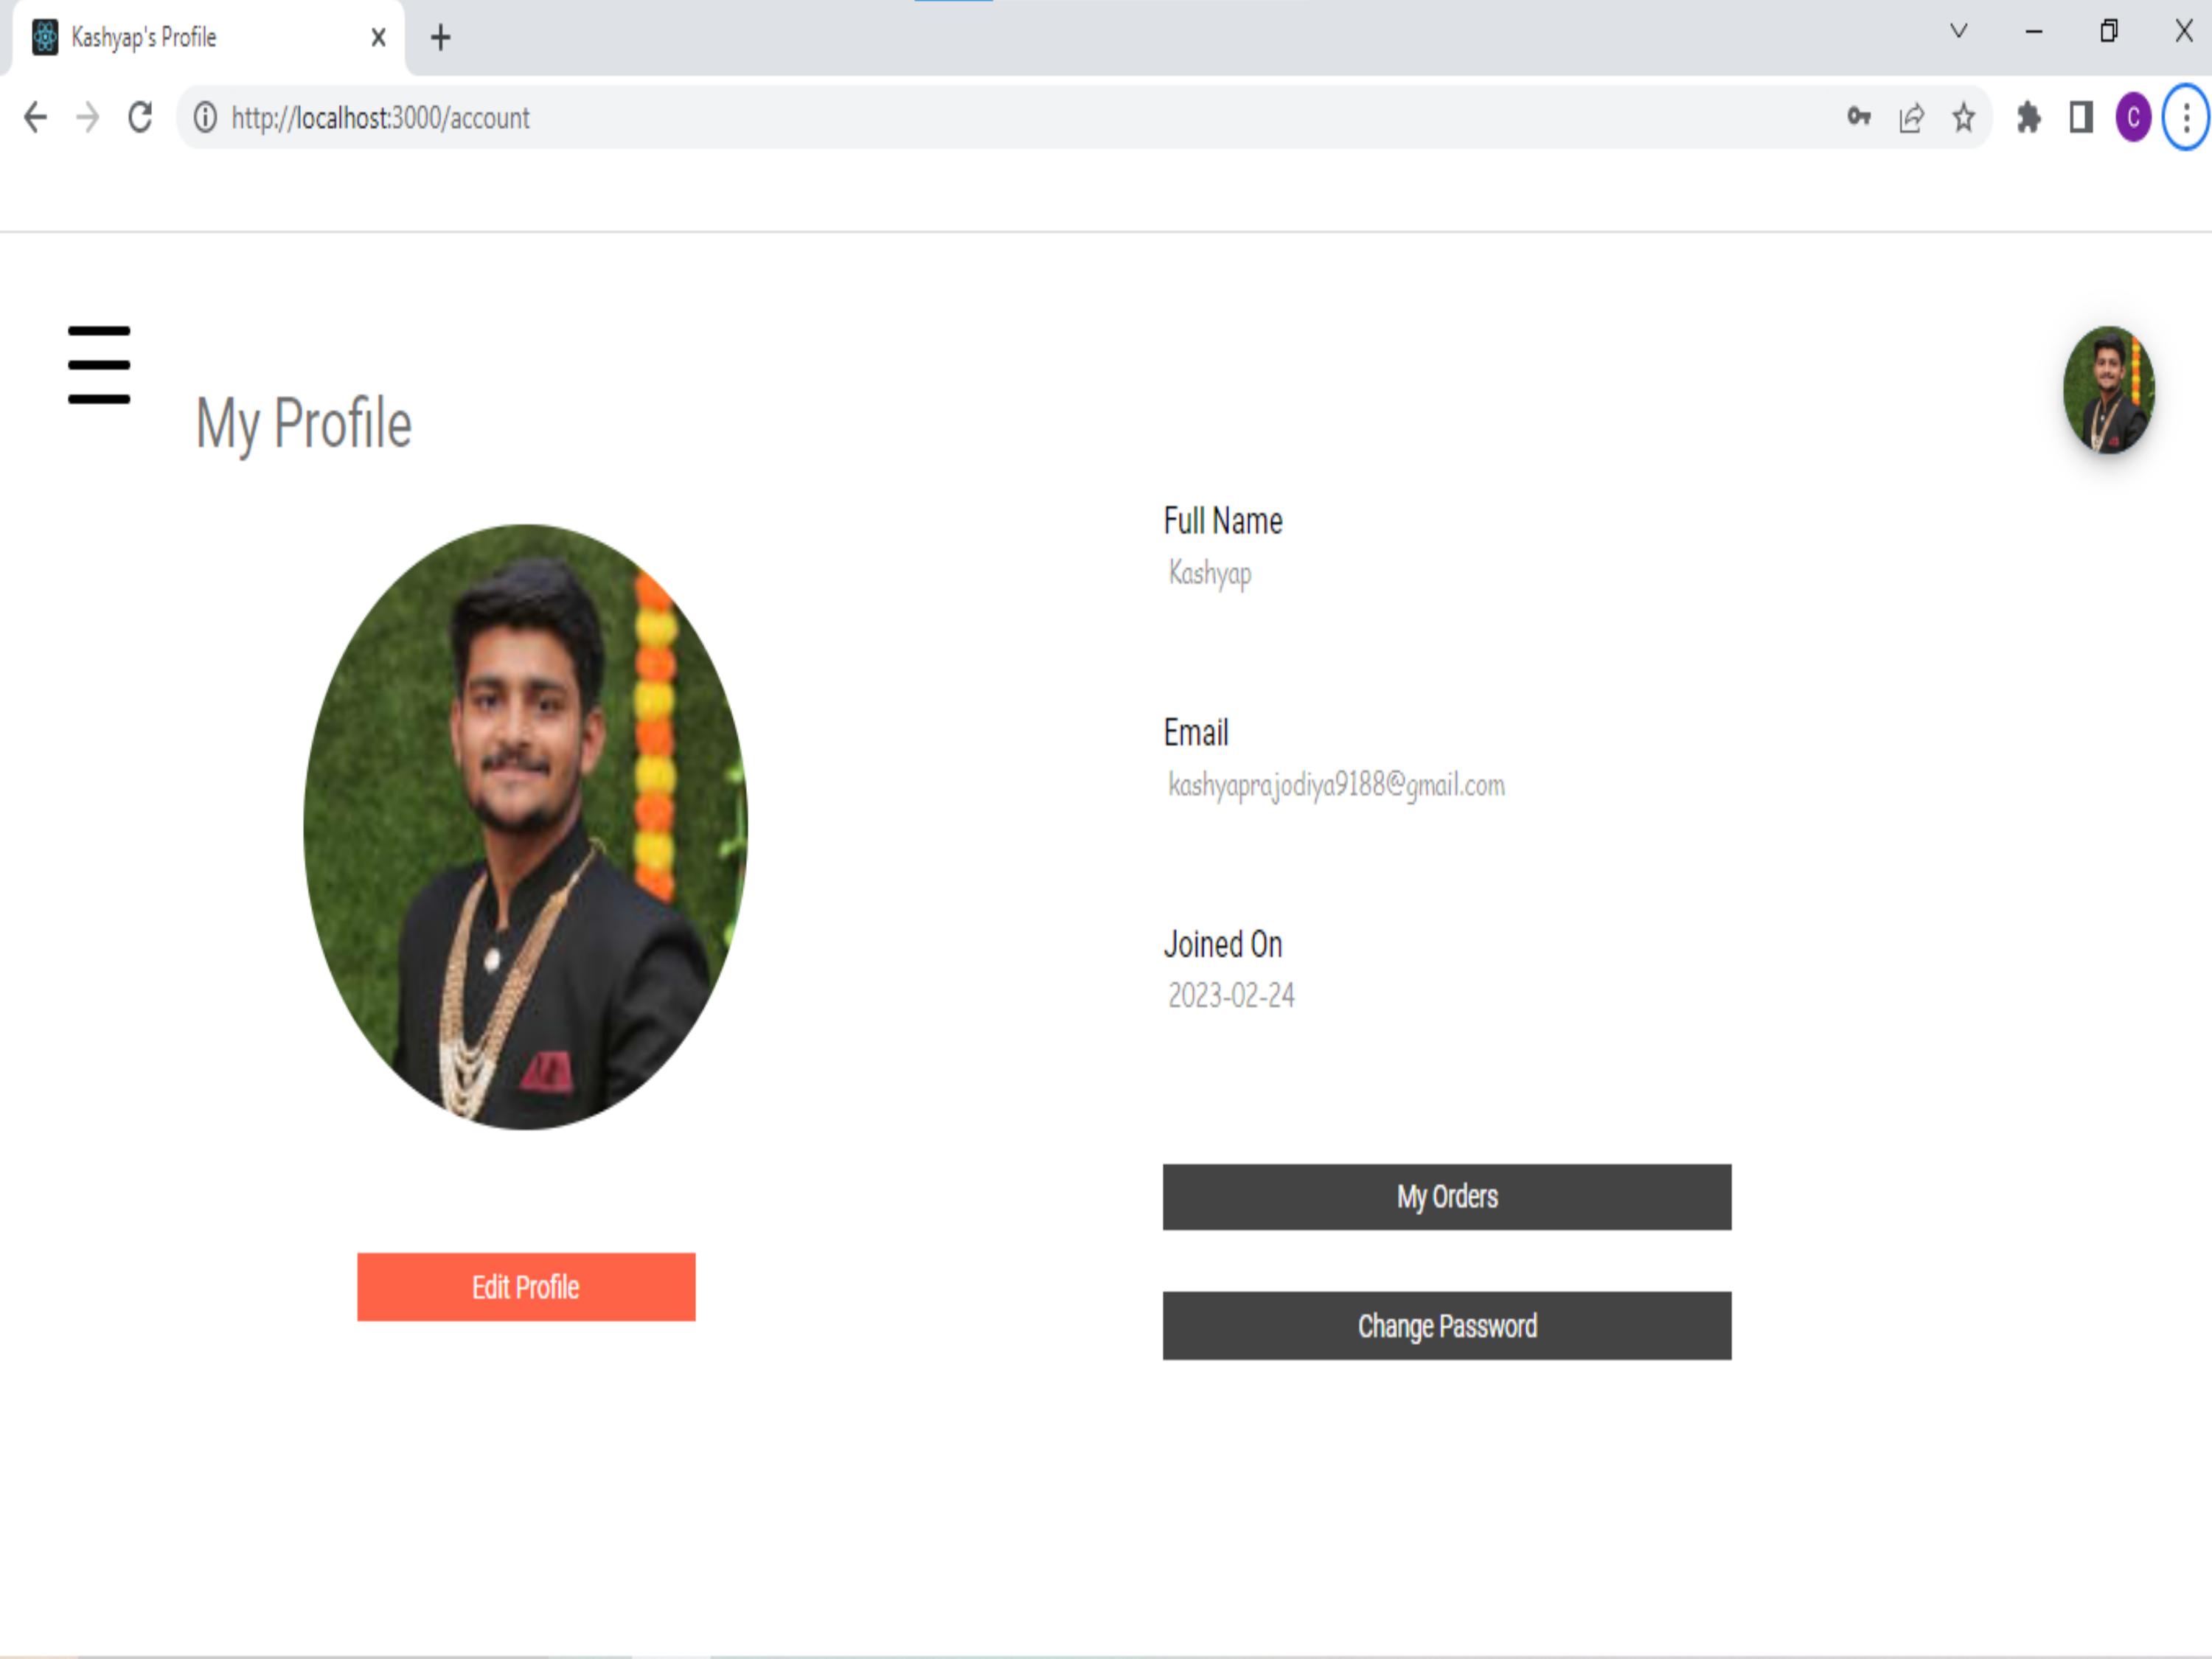 Kashyap's Profile
http://localhost:3000/account
C
My Profile
Full Name
Kashyap
Email
kashyaprajodiya9188@gmail.com
Joined On
2023-02-24
My Orders
Edit Profile
Change Password